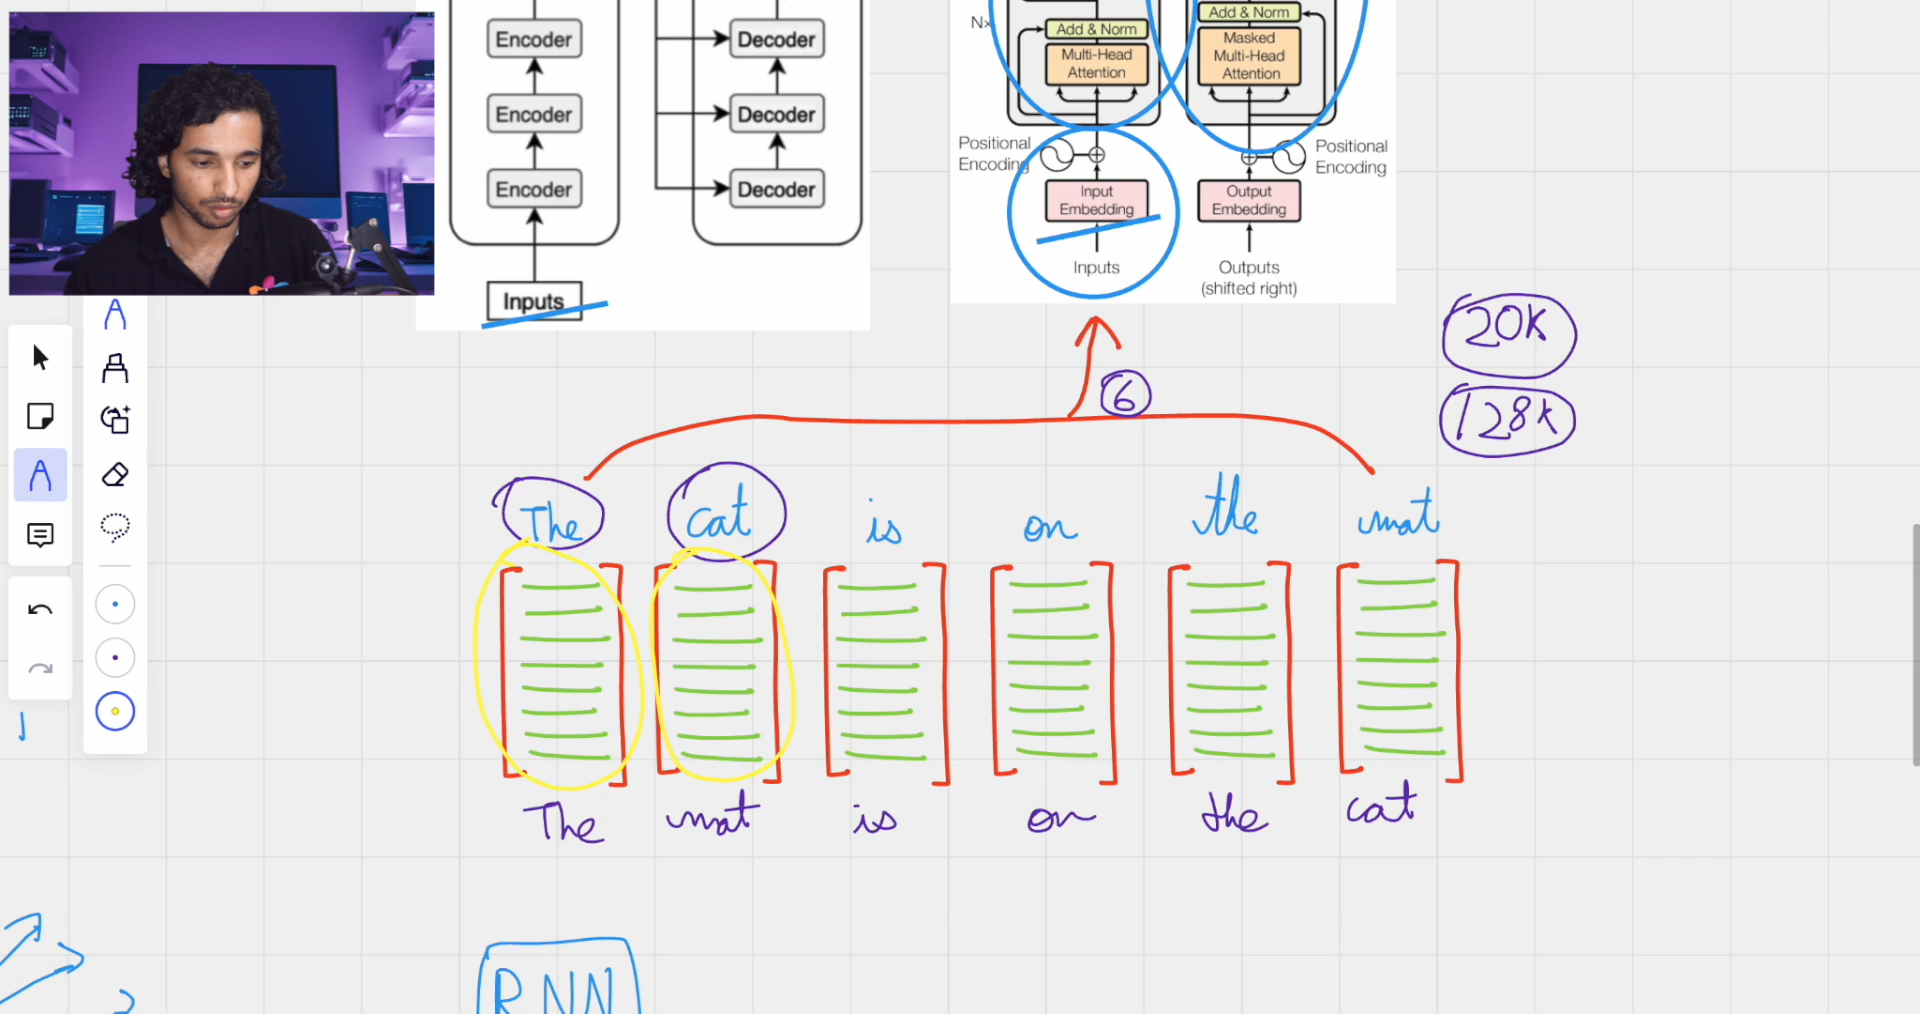 Encoder
Encoder
Encoder
Inputs
Decoder
Decoder
Decoder
Nx
Add & Norm
Multi-Head
Attention
Add & Norm
Masked
Multi-Head
Attention
Positional
Encoding
Input
Embedding
Inputs
Output
Embedding
Outputs
(shifted right)
Positional
Encoding
20K
128K
6
The cat is on the mat
The mat is on the cat
RNN